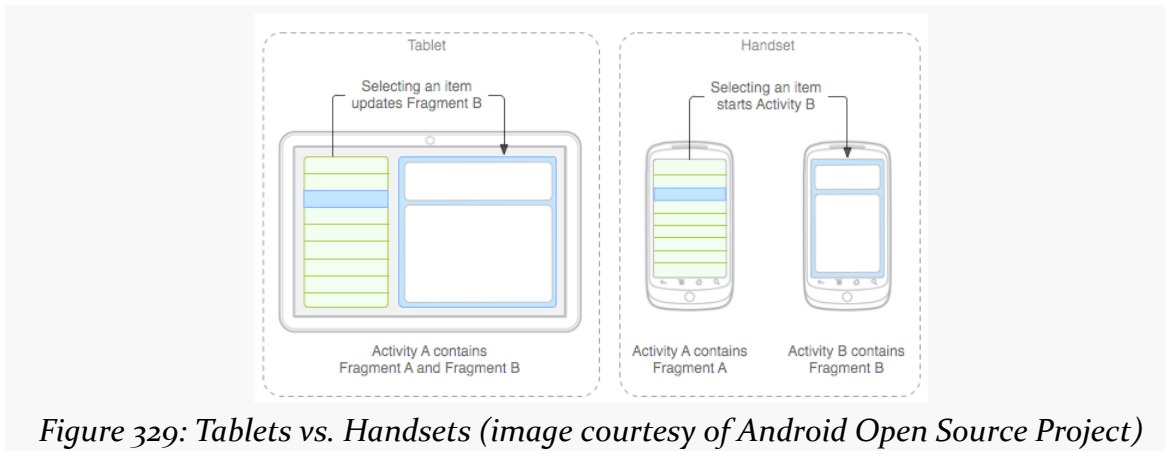 Tablet
Selecting an item
updates Fragment B
Activity A contains
Fragment A and Fragment B
Handset
Selecting an item
starts Activity B
Activity A contains
Fragment A
Activity B contains
Fragment B
Figure 329: Tablets vs. Handsets (image courtesy of Android Open Source Project)